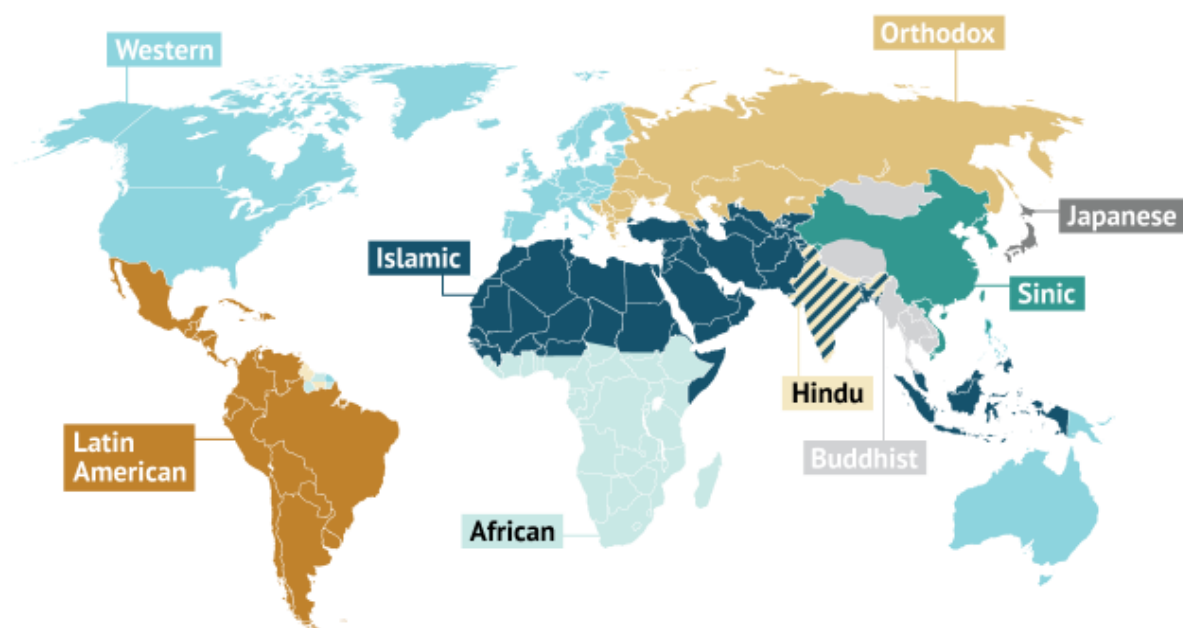 Western
Orthodox
Japanese
Islamic
Sinic
Hindu
Latin
American
Buddhist
African